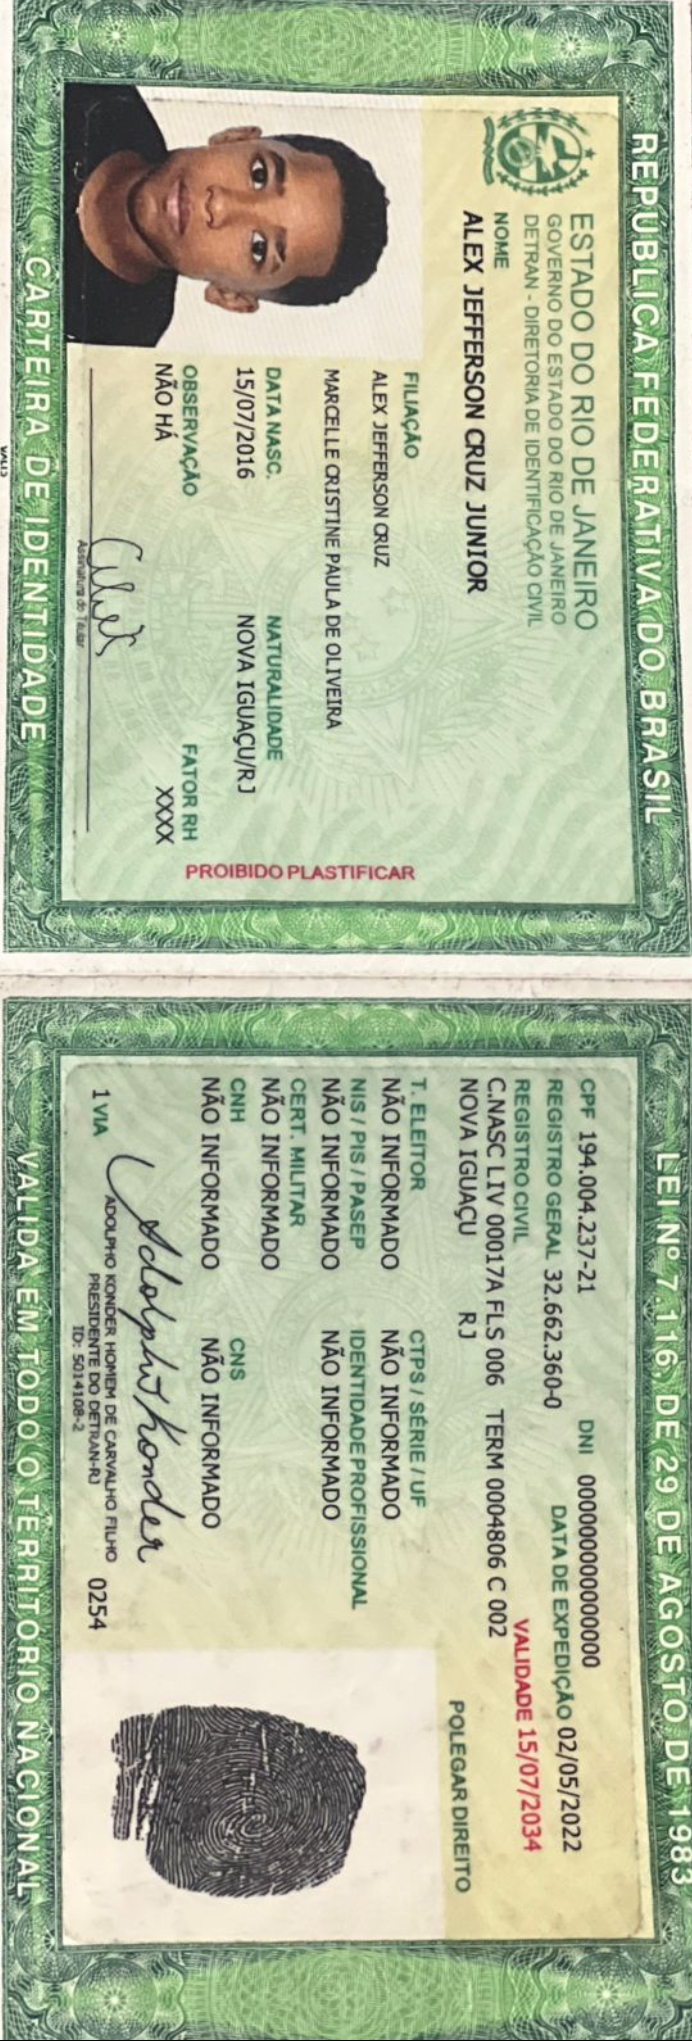 REPÚBLICA FEDERATIVA DO BRASIL
ESTADO DO RIO DE JANEIRO
GOVERNO DO ESTADO DO RIO DE JANEIRO
DETRAN - DIRETORIA DE IDENTIFICAÇÃO CIVIL
NOME
ALEX JEFFERSON CRUZ JUNIOR
FILIAÇÃO
ALEX JEFFERSON CRUZ
MARCELLE CRISTINE PAULA DE OLIVEIRA
DATA NASC. NATURALIDADE
15/07/2016 NOVA IGUAÇU/RJ
OBSERVAÇÃO FATOR RH
NÃO HÁ XXXX
PROIBIDO PLASTIFICAR
Assinatura do Titular
CARTEIRA DE IDENTIDADE
LEI Nº 7.116, DE 29 DE AGOSTO DE 1983
CPF 194.004.237-21 DNI 0000000000000
REGISTRO GERAL 32.662.360-0 DATA DE EXPEDIÇÃO 02/05/2022
REGISTRO CIVIL VALIDADE 15/07/2034
C.NASC LIV 00017A FLS 006 TERM 0004806 C 002
NOVA IGUAÇU RJ
T. ELEITOR CTPS / SÉRIE / UF
NÃO INFORMADO NÃO INFORMADO
NIS / PIS / PASEP IDENTIDADE PROFISSIONAL
NÃO INFORMADO NÃO INFORMADO
CERT. MILITAR
NÃO INFORMADO
CNH CNS
NÃO INFORMADO NÃO INFORMADO
POLEGAR DIREITO
Adolpho Konder
1 VIA ADOLPHO KONDER HOMEM DE CARVALHO FILHO 0254
PRESIDENTE DO DETRAN-RJ
ID: 5014108-2
VÁLIDA EM TODO O TERRITÓRIO NACIONAL